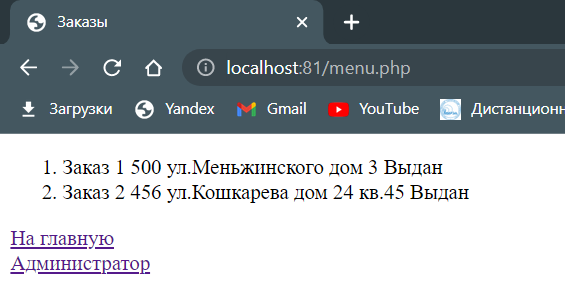 Заказы
localhost:81/menu.php
Загрузки Yandex Gmail YouTube Дистанционн
1. Заказ 1 500 ул.Меньжинского дом 3 Выдан
2. Заказ 2 456 ул.Кошкарева дом 24 кв.45 Выдан
На главную
Администратор